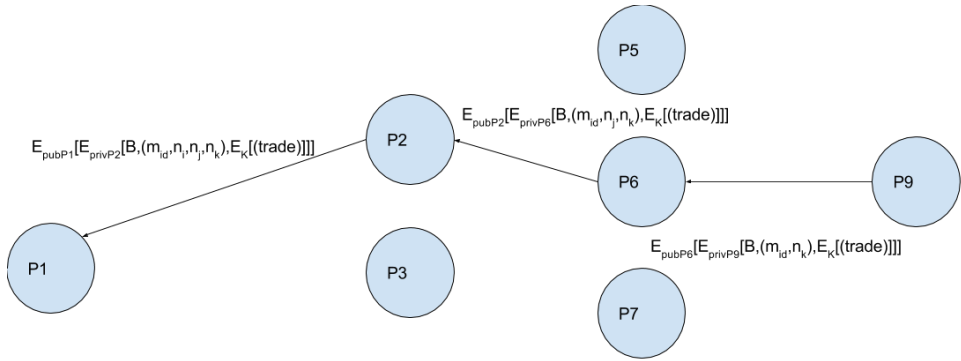 P5
E_pubP2[E_privP6[B,(m_id,n_j,n_k),E_K[(trade)]]]
P2
E_pubP1[E_privP2[B,(m_id,n_i,n_j,n_k),E_K[(trade)]]]
P6
P9
E_pubP6[E_privP9[B,(m_id,n_k),E_K[(trade)]]]
P1
P3
P7